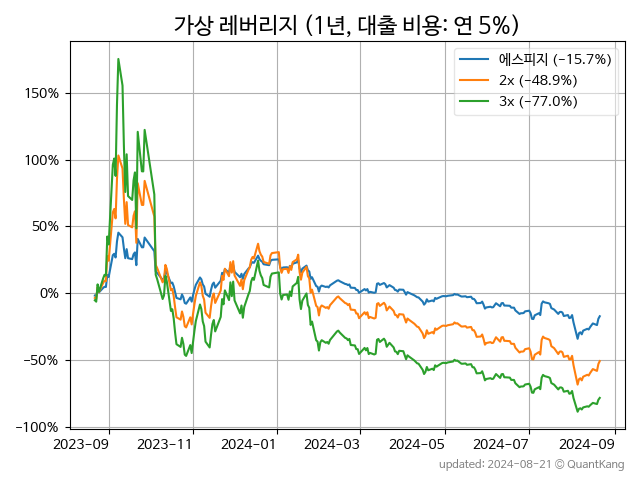 가상 레버리지 (1년, 대출 비용: 연 5%)
에스피지 (-15.7%)
2x (-48.9%)
3x (-77.0%)
150%
100%
50%
0%
-50%
-100%
2023-09 2023-11 2024-01 2024-03 2024-05 2024-07 2024-09
updated: 2024-08-21 © QuantKang